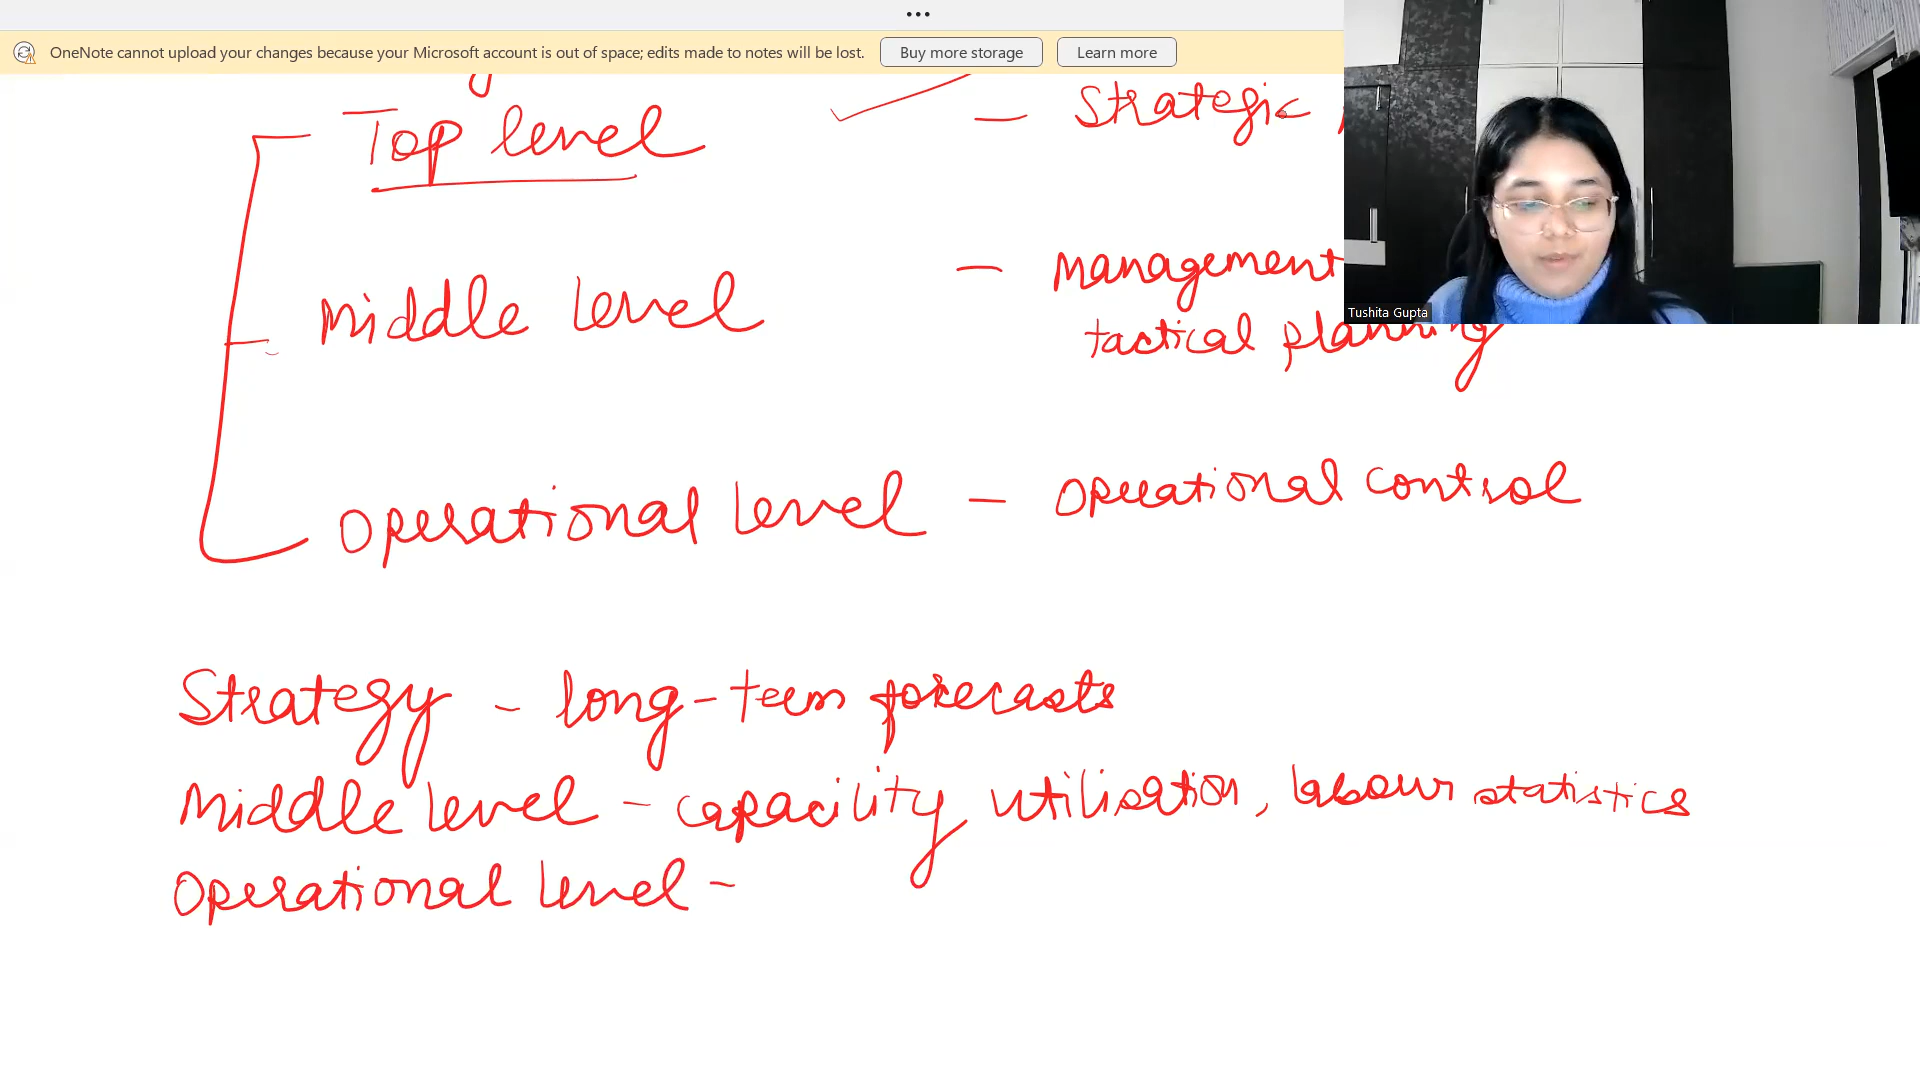 OneNote cannot upload your changes because your Microsoft account is out of space; edits made to notes will be lost. Buy more storage Learn more
Top level - Strategic
Tushita Gupta
Middle level - Management
tactical planning
Operational level - Operational control
Strategy - long-term forecasts
Middle level - capacility utilisation, labour statistics
Operational level -